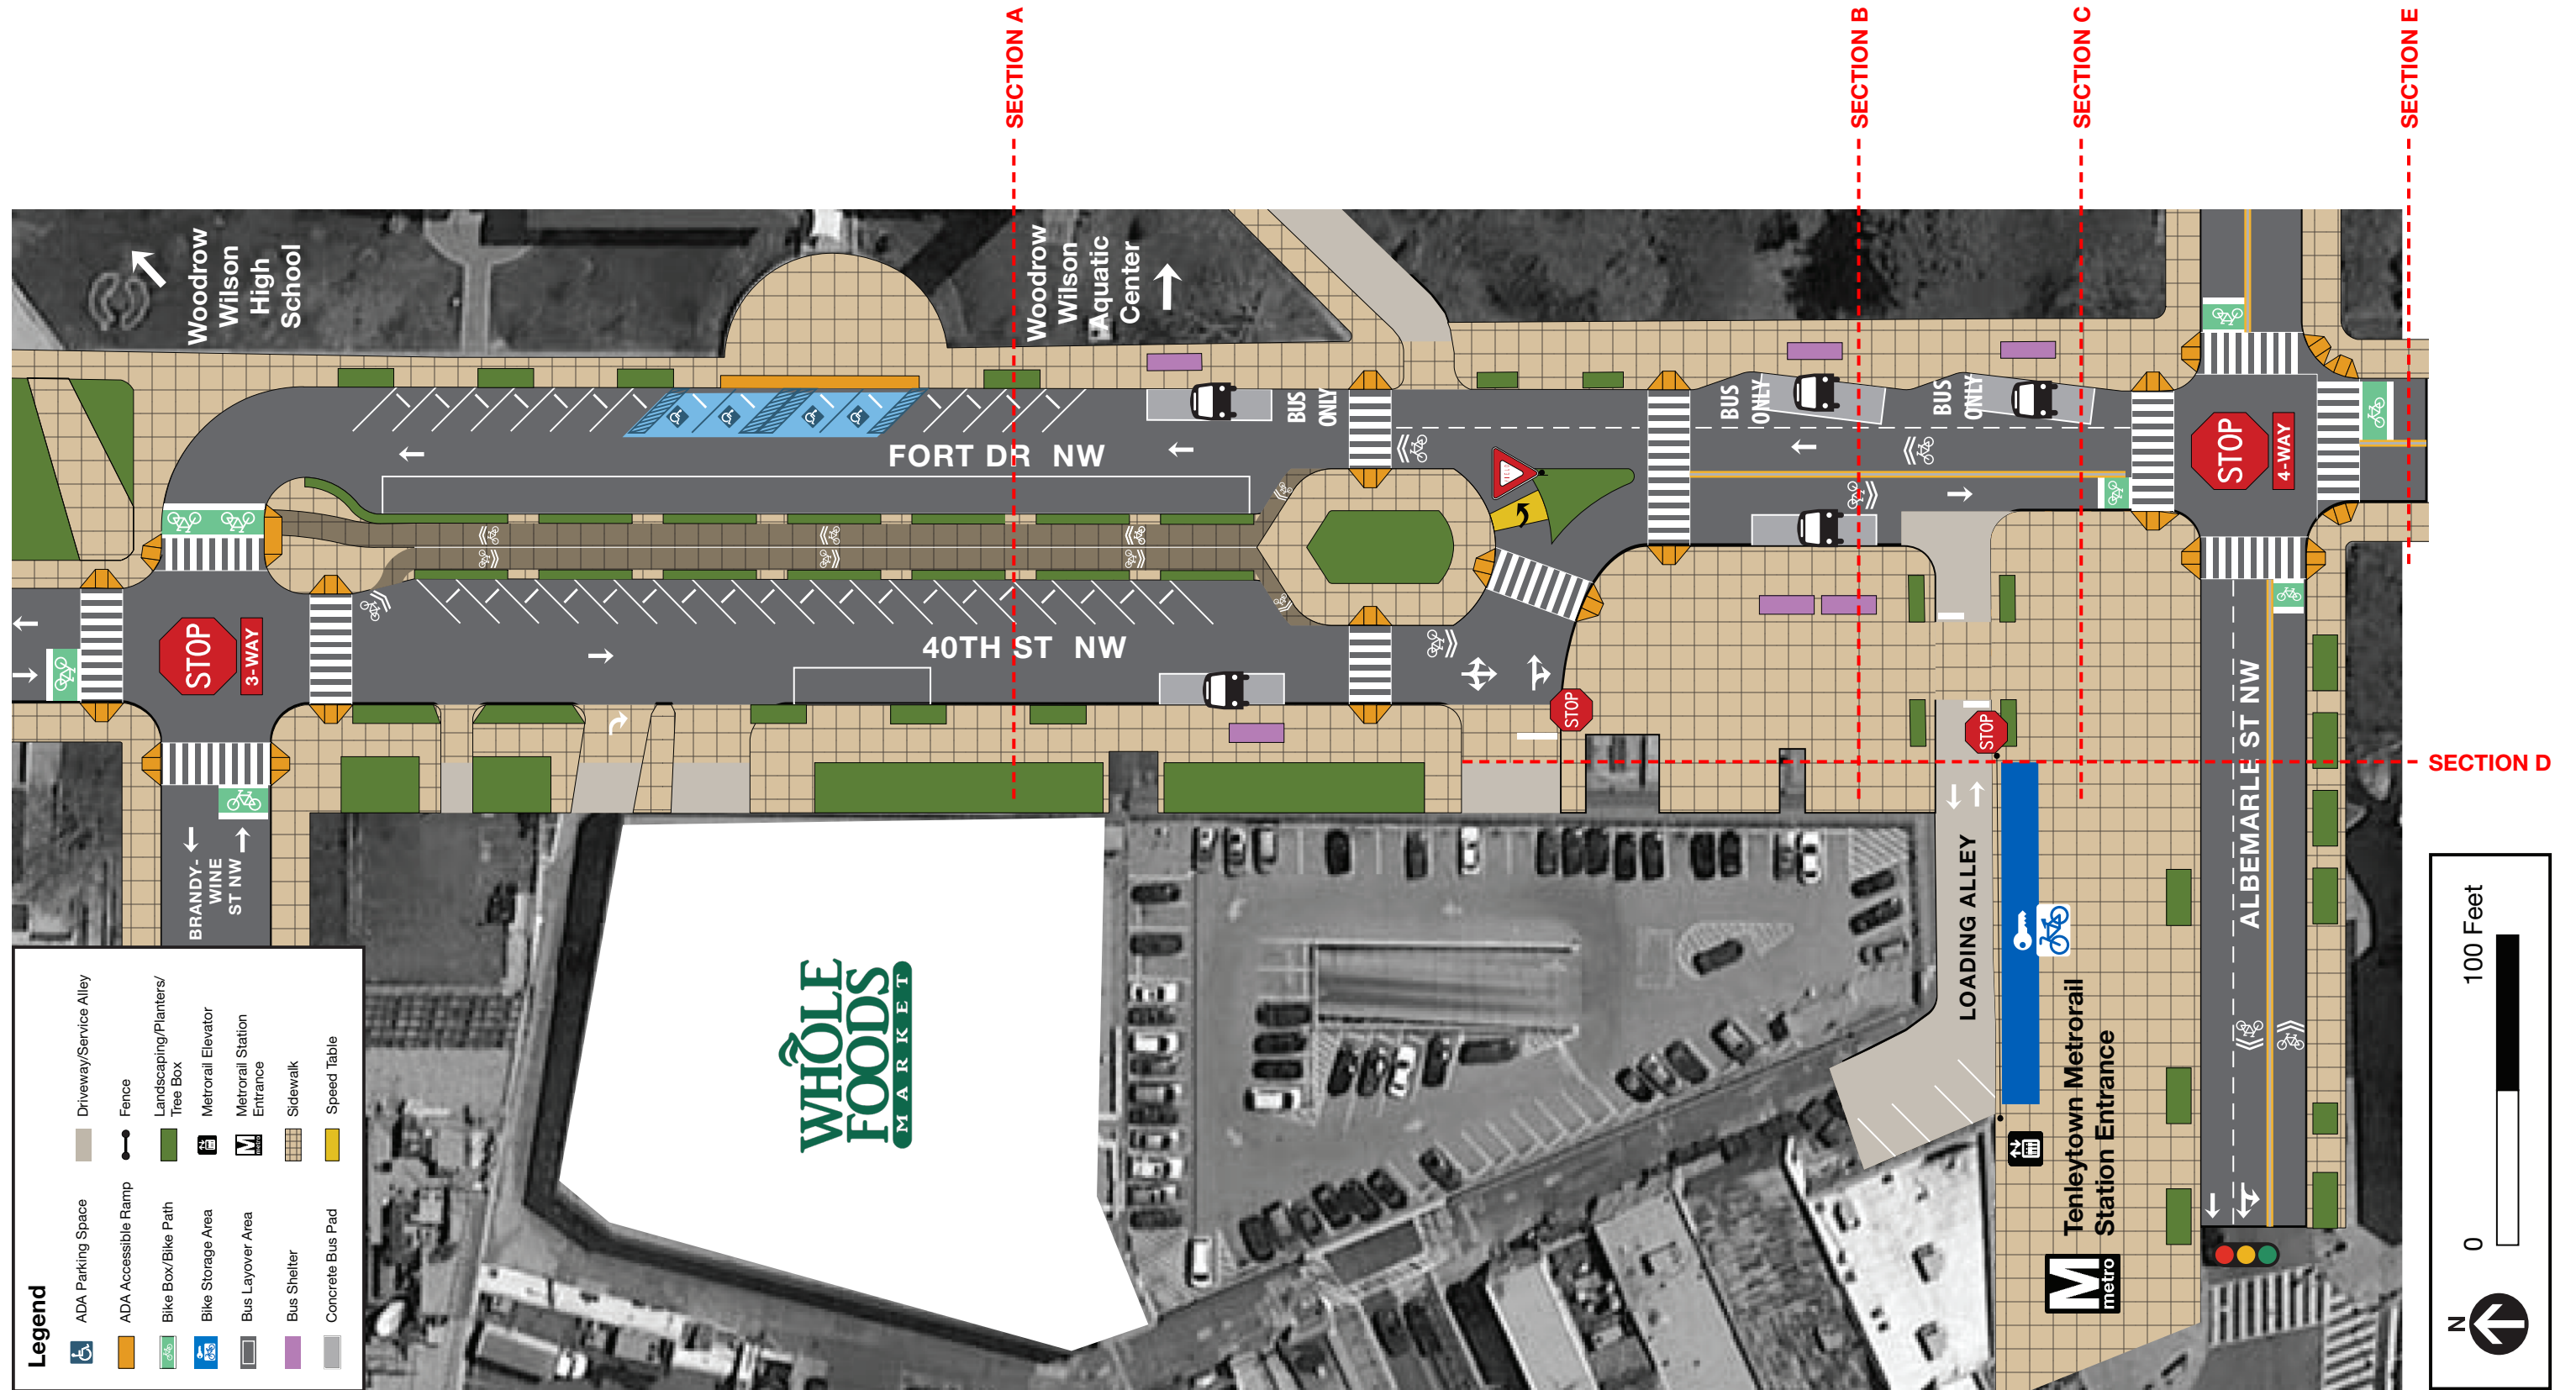 SECTION A
SECTION B
SECTION C
SECTION E
SECTION D
Woodrow
Wilson
High
School
Woodrow
Wilson
Aquatic
Center
BUS
ONLY
BUS
ONLY
BUS
ONLY
FORT DR NW
40TH ST NW
STOP
3-WAY
STOP
4-WAY
STOP
STOP
BRANDY-
WINE
ST NW
ALBEMARLE ST NW
LOADING ALLEY
WHOLE
FOODS
MARKET
Tenleytown Metrorail
Station Entrance
M
metro
Legend
ADA Parking Space
ADA Accessible Ramp
Bike Box/Bike Path
Bike Storage Area
Bus Layover Area
Bus Shelter
Concrete Bus Pad
Driveway/Service Alley
Fence
Landscaping/Planters/
Tree Box
Metrorail Elevator
M
metro
Metrorail Station
Entrance
Sidewalk
Speed Table
0
100 Feet
N